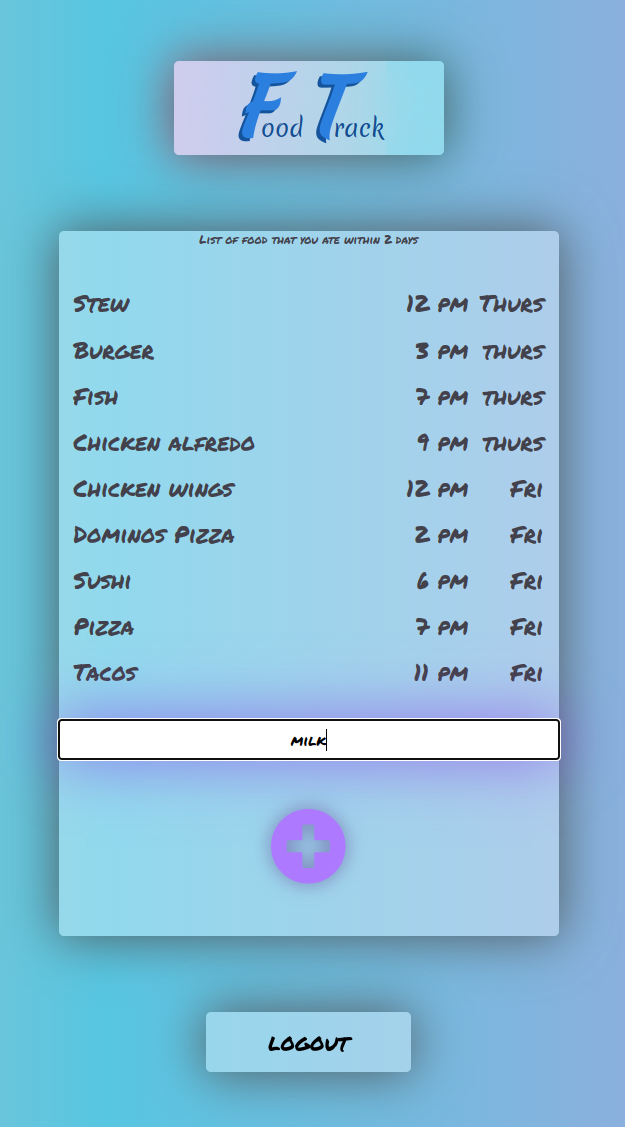 Food Track
List of food that you ate within 2 days
Stew 12 pm Thurs
Burger 3 pm thurs
Fish 7 pm thurs
Chicken alfredo 9 pm thurs
Chicken wings 12 pm Fri
Dominos Pizza 2 pm Fri
Sushi 6 pm Fri
Pizza 7 pm Fri
Tacos 11 pm Fri
milk
LOGOUT